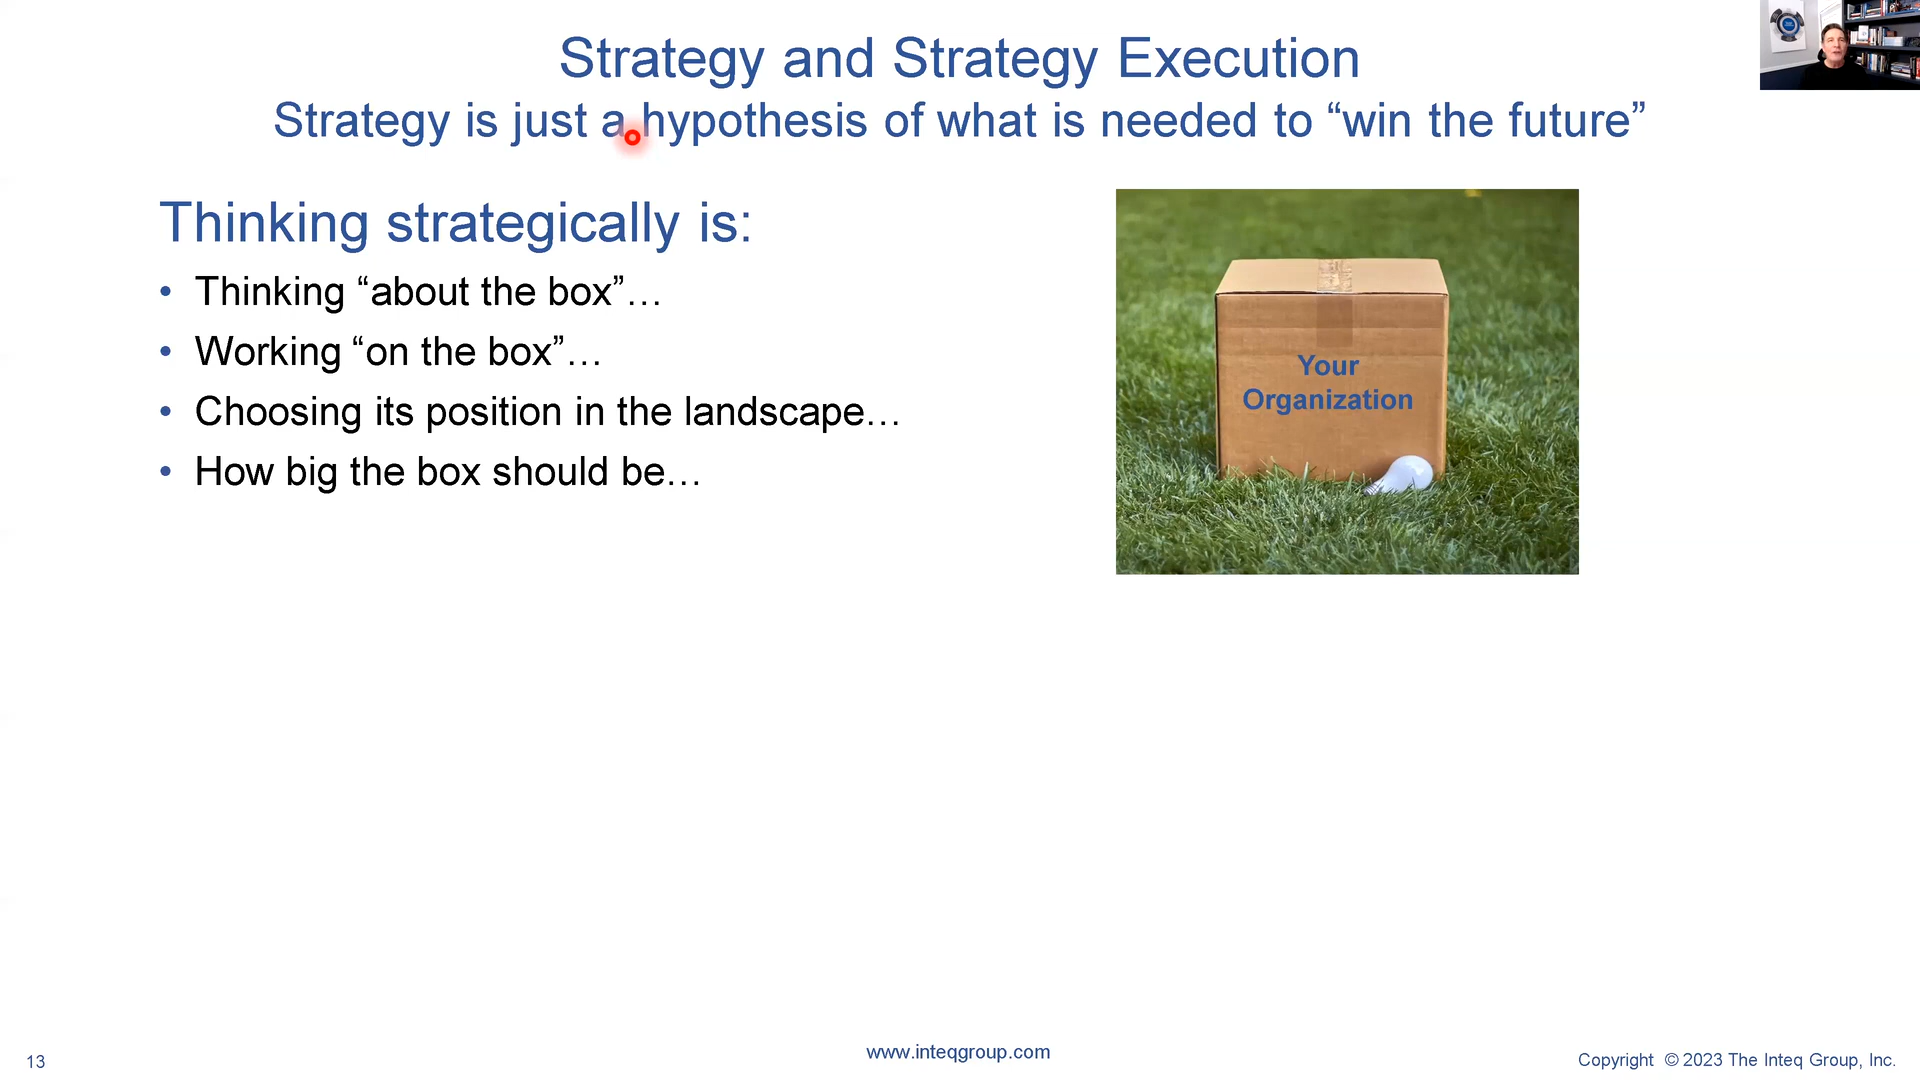 Strategy and Strategy Execution
Strategy is just a hypothesis of what is needed to “win the future”
Thinking strategically is:
• Thinking “about the box”…
• Working “on the box”…
• Choosing its position in the landscape…
• How big the box should be…
Your
Organization
13
www.inteqgroup.com
Copyright © 2023 The Inteq Group, Inc.